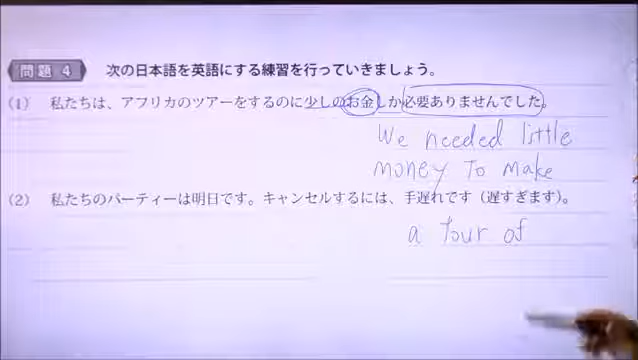 問題 4 次の日本語を英語にする練習を行っていきましょう。
(1) 私たちは、アフリカのツアーをするのに少しのお金しか必要ありませんでした。
We needed little
money to make
(2) 私たちのパーティーは明日です。キャンセルするには、手遅れです（遅すぎます）。
a tour of